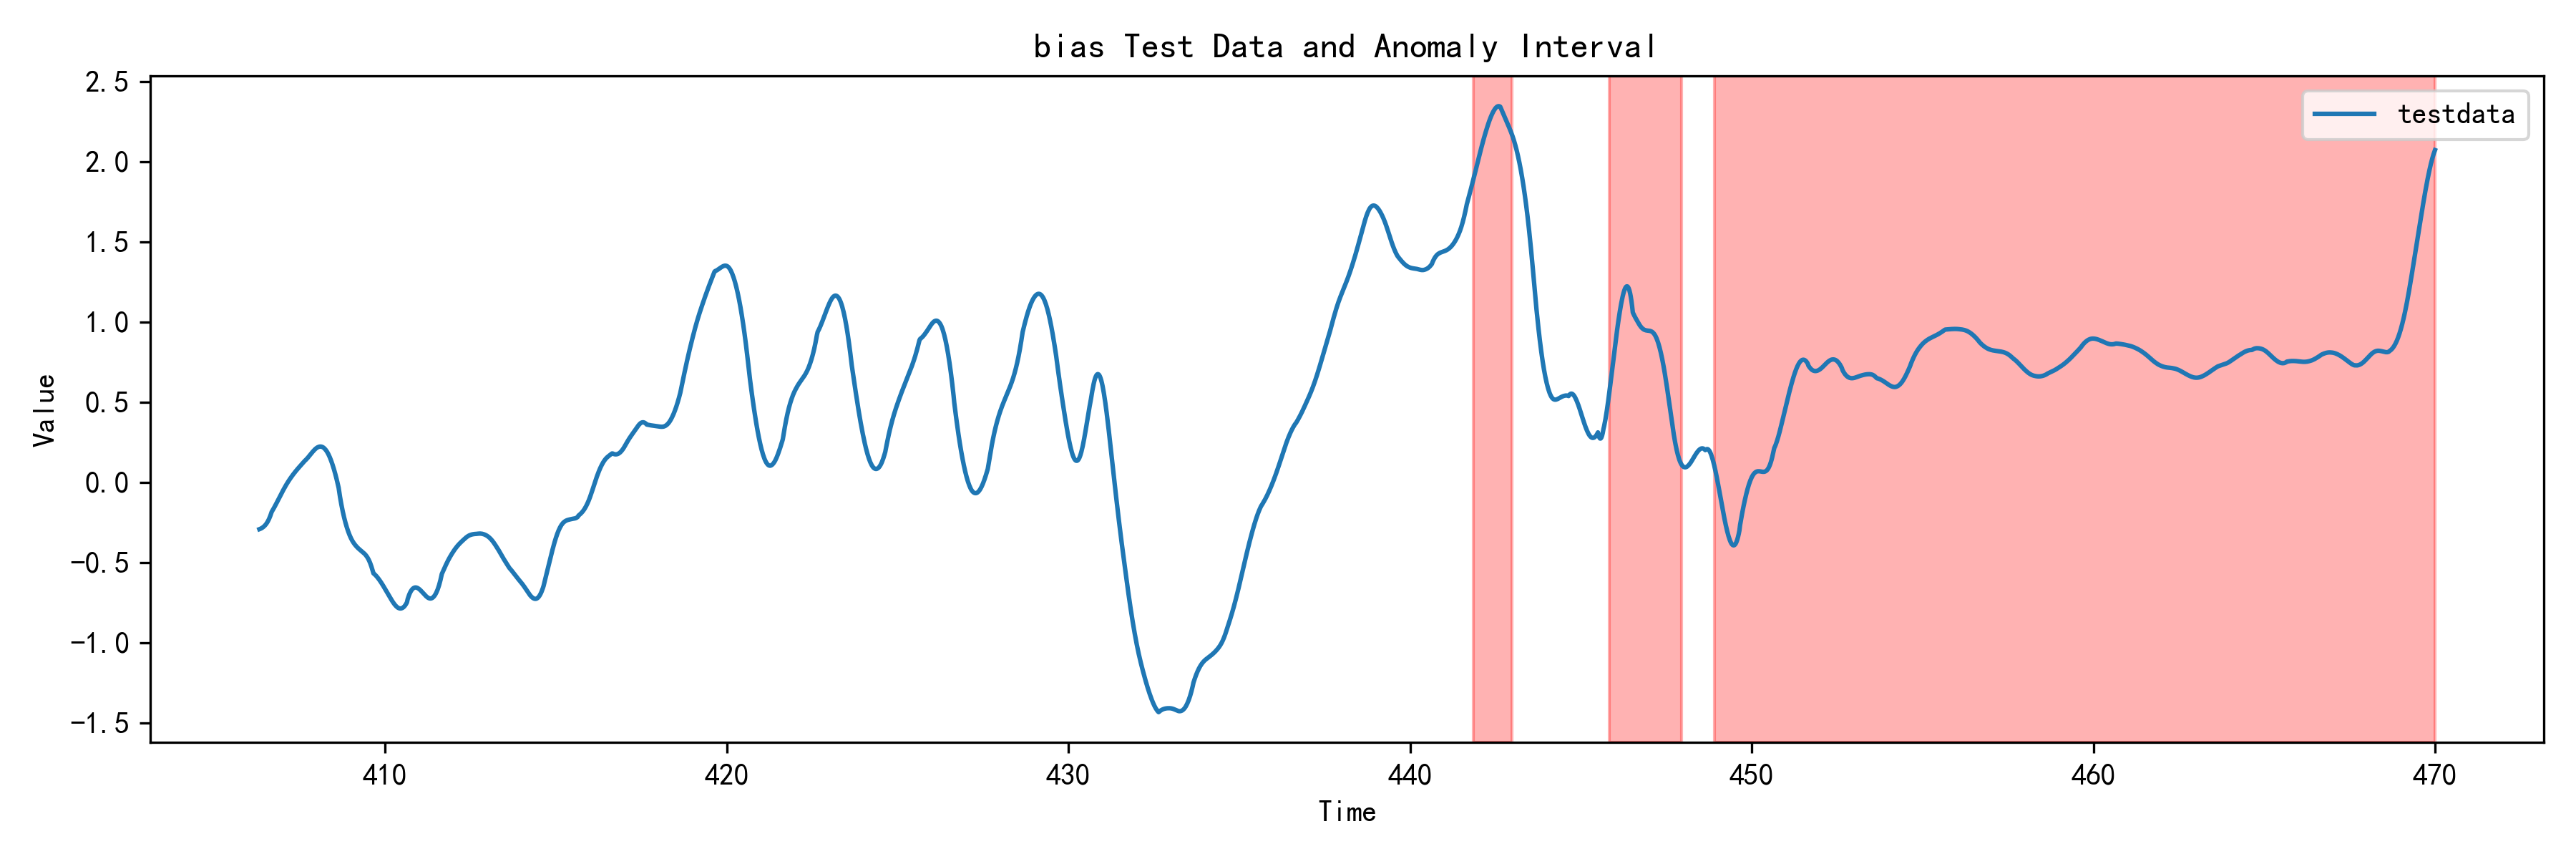 bias Test Data and Anomaly Interval
testdata
Value
2.5
2.0
1.5
1.0
0.5
0.0
−0.5
−1.0
−1.5
410 420 430 440 450 460 470
Time